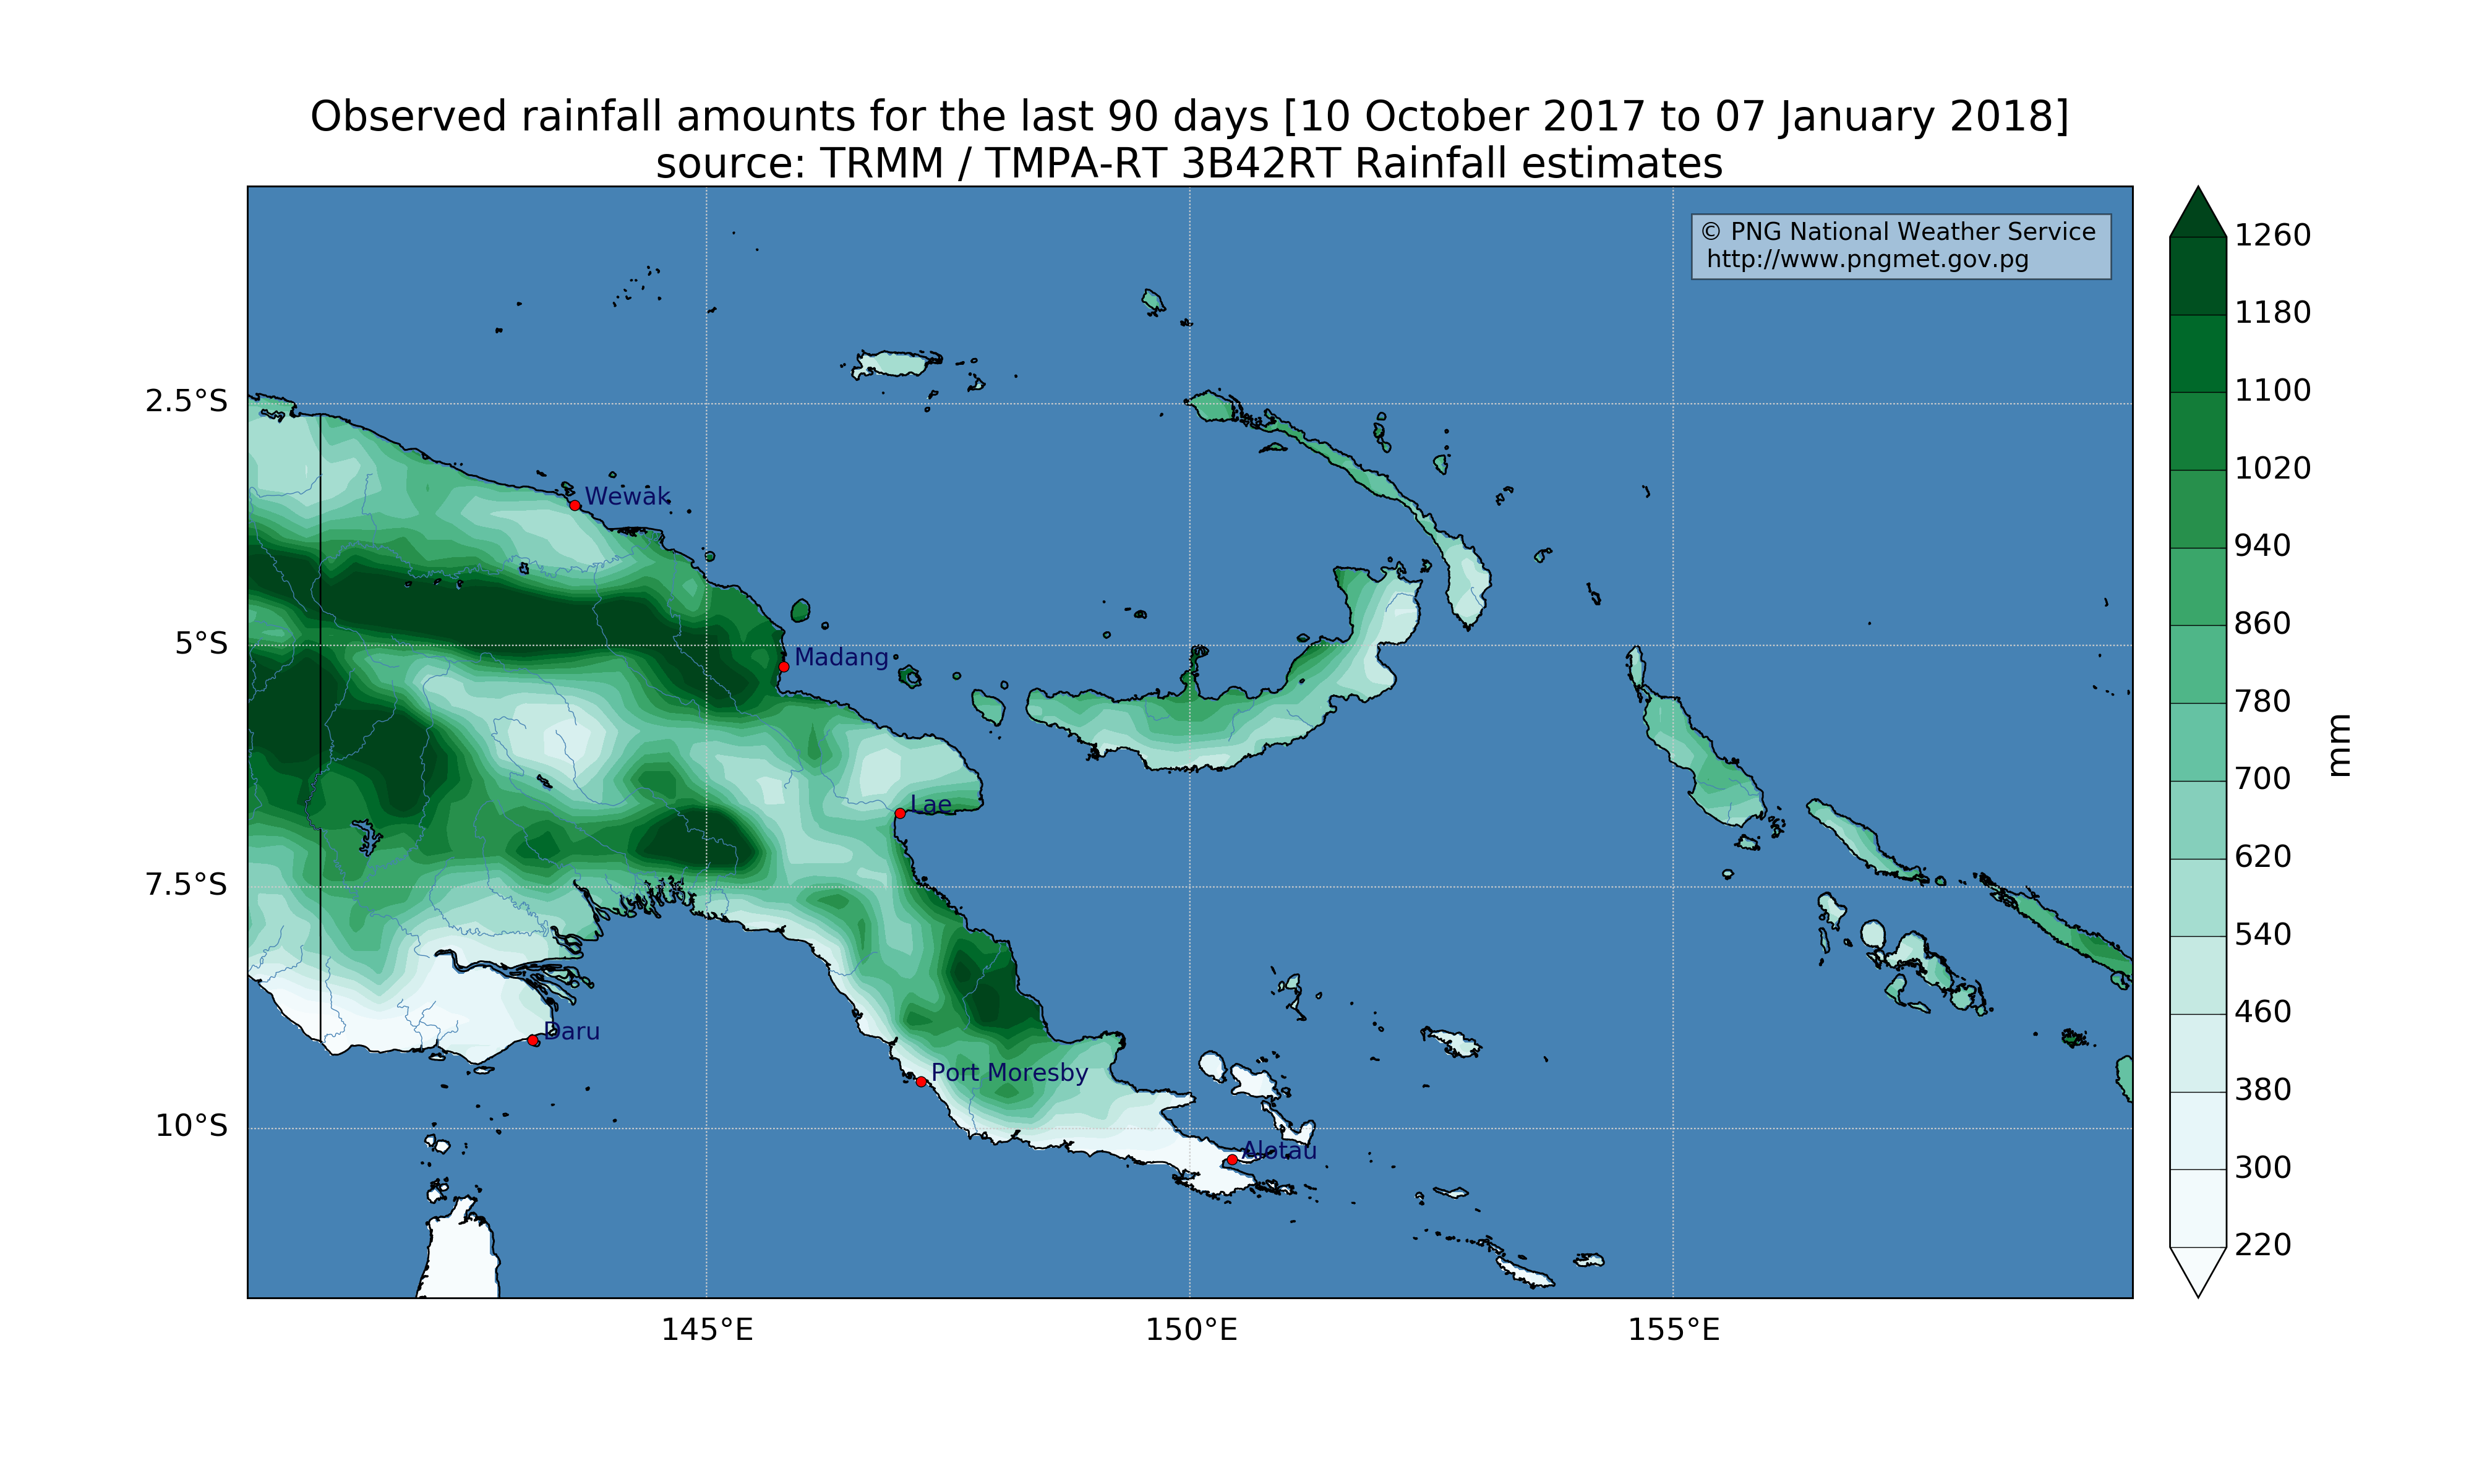 Observed rainfall amounts for the last 90 days [10 October 2017 to 07 January 2018]
source: TRMM / TMPA-RT 3B42RT Rainfall estimates
© PNG National Weather Service
http://www.pngmet.gov.pg
2.5°S
5°S
7.5°S
10°S
Wewak
Madang
Lae
Daru
Port Moresby
Alotau
145°E
150°E
155°E
1260
1180
1100
1020
940
860
780
700
620
540
460
380
300
220
mm